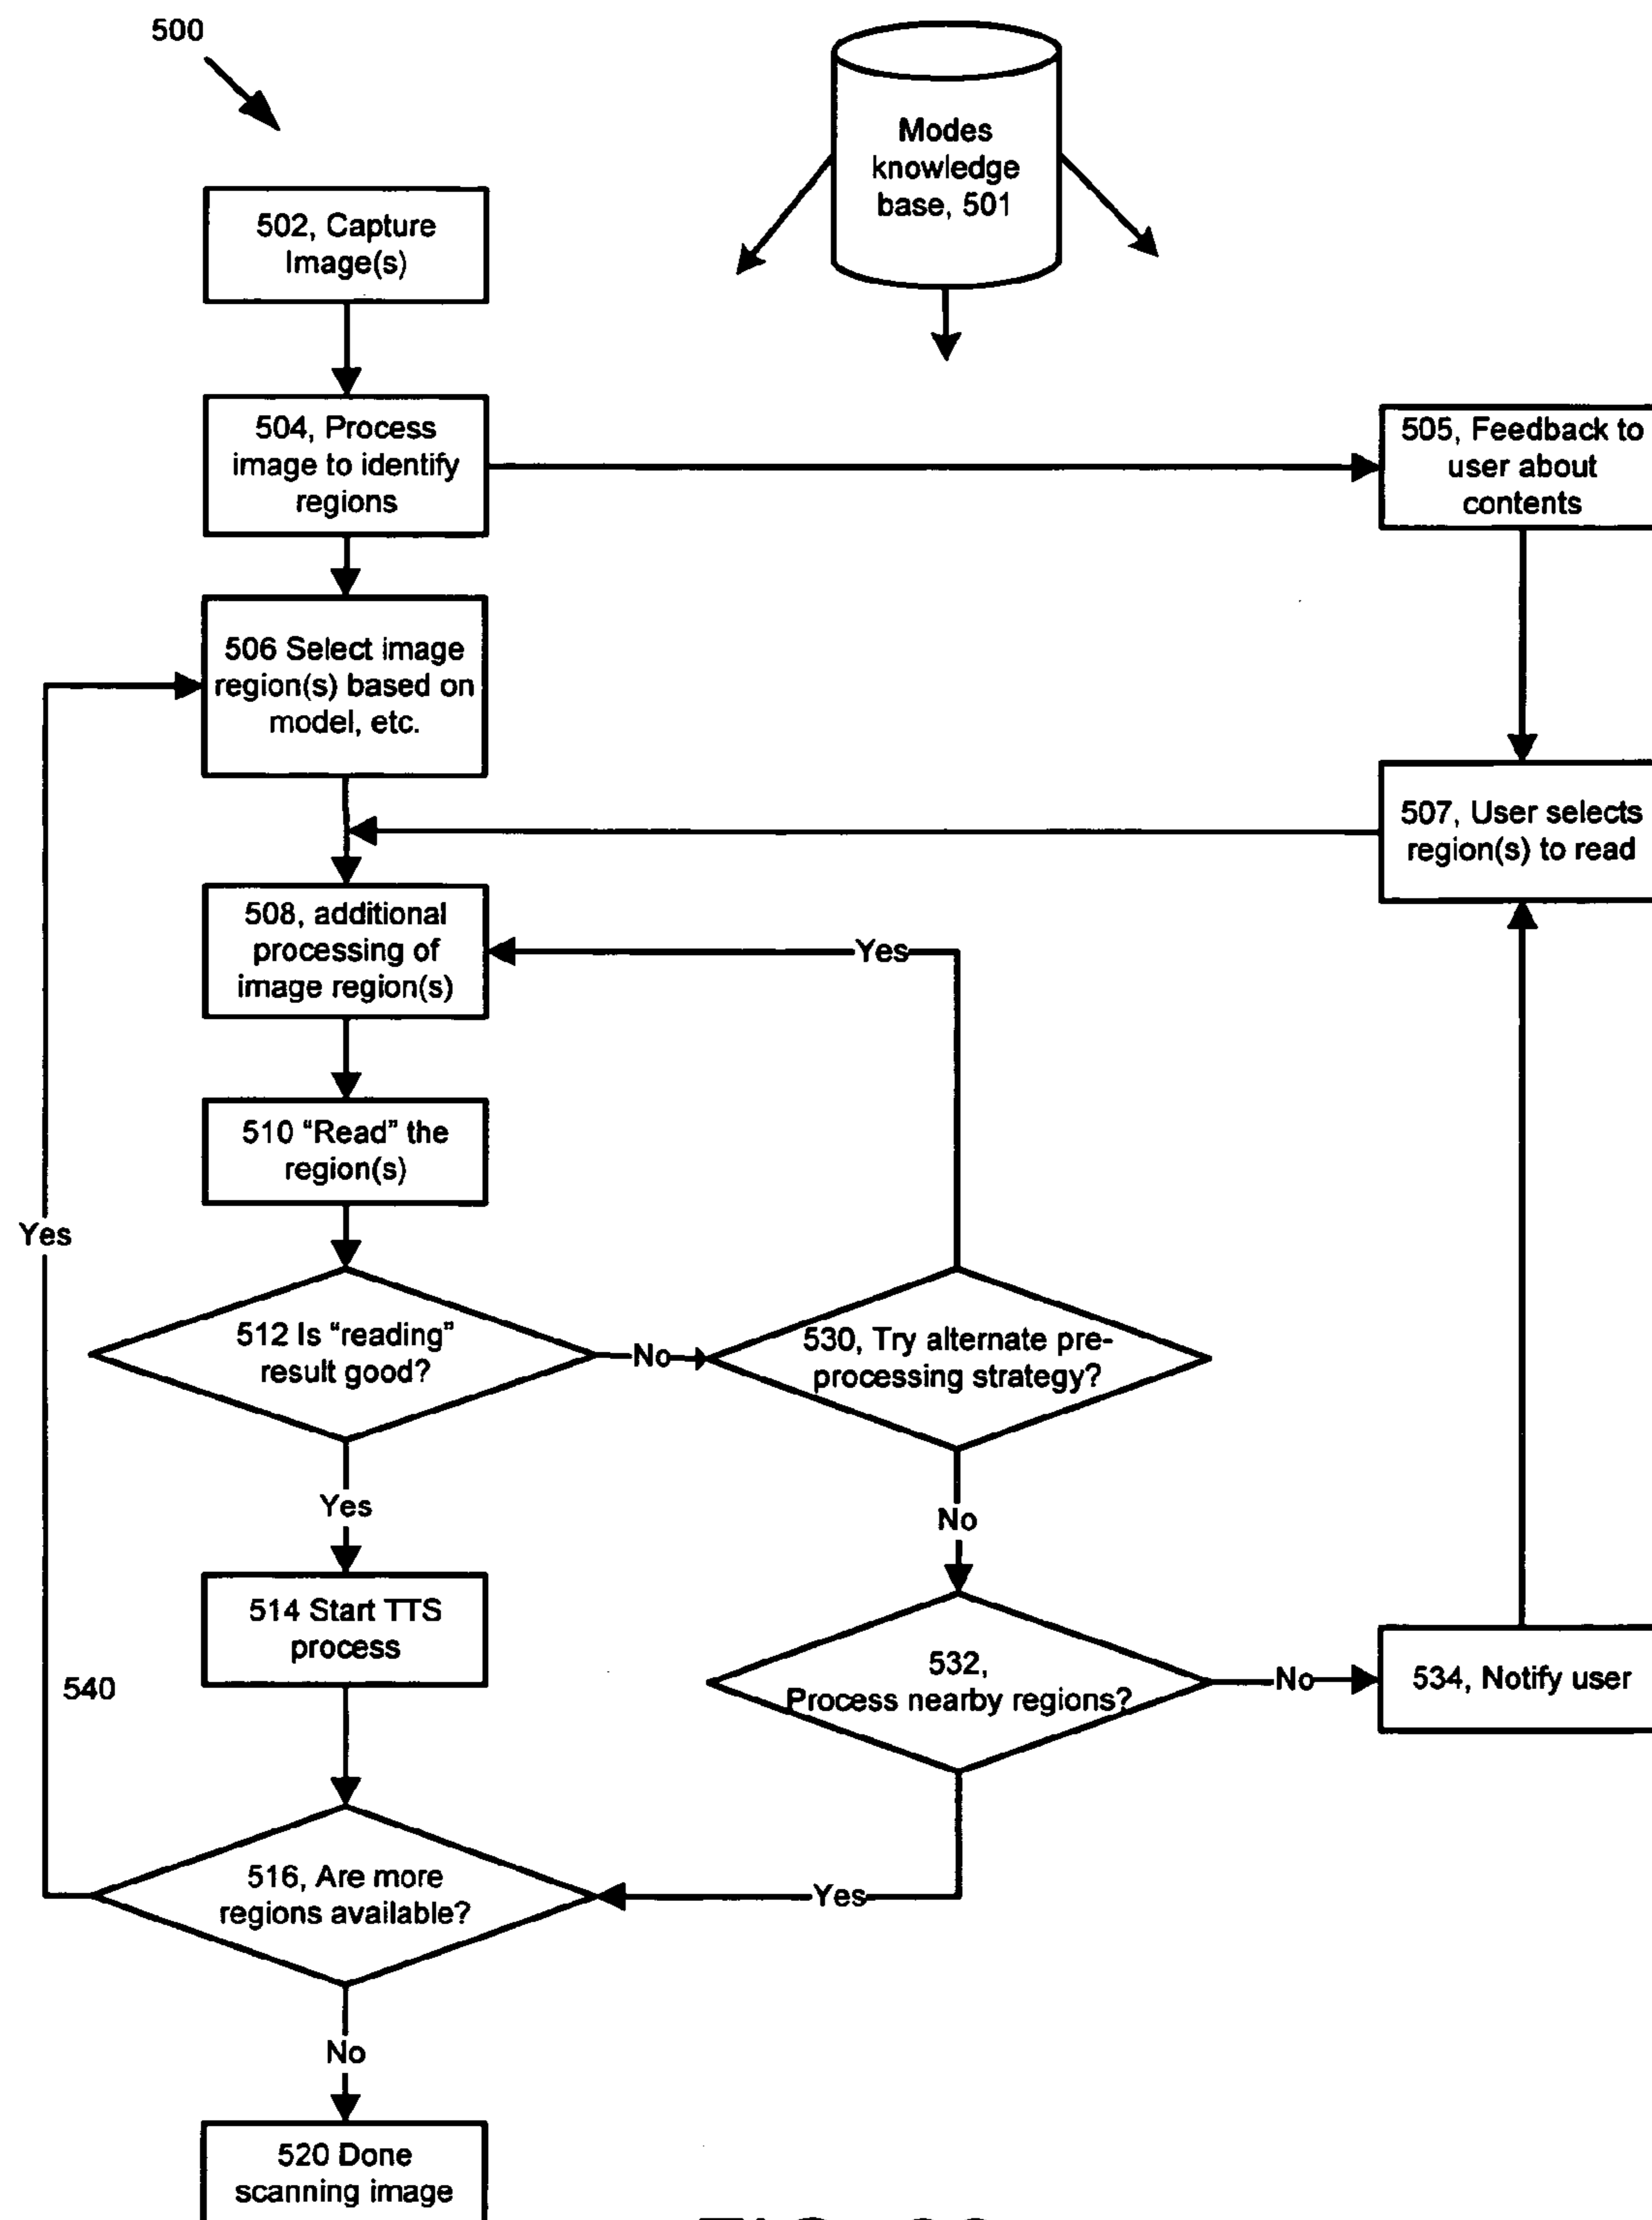 500
Modes
knowledge
base, 501
502, Capture
Image(s)
504, Process
image to identify
regions
505, Feedback to
user about
contents
506 Select image
region(s) based on
model, etc.
507, User selects
region(s) to read
508, additional
processing of
image region(s)
Yes
510 “Read” the
region(s)
Yes
512 Is “reading”
result good?
No
530, Try alternate pre-
processing strategy?
Yes
No
514 Start TTS
process
532,
Process nearby regions?
No
534, Notify user
540
516, Are more
regions available?
Yes
No
520 Done
scanning image